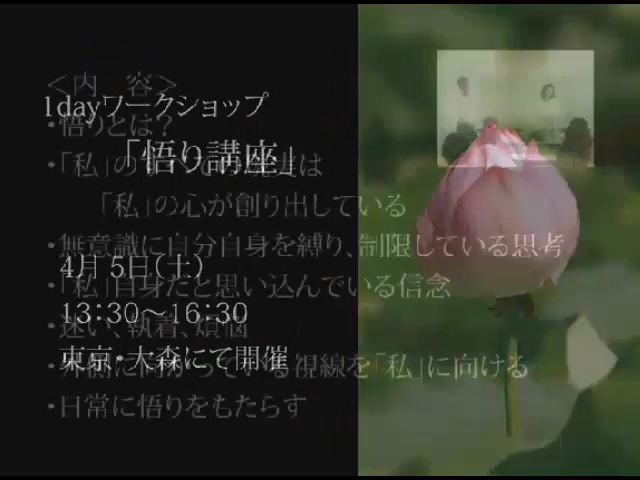 <内　容>
1dayワークショップ
・悟りとは?
「悟り講座」
・「私」の
は
「私」の心が創り出している
・無意識に自分自身を縛り、制限している思考
4月 5日(土)
・「私」自身だと思い込んでいる信念
13:30～16:30
・迷い、執着、煩悩
東京・大森にて開催
・外側に向かっている視線を「私」に向ける
・日常に悟りをもたらす